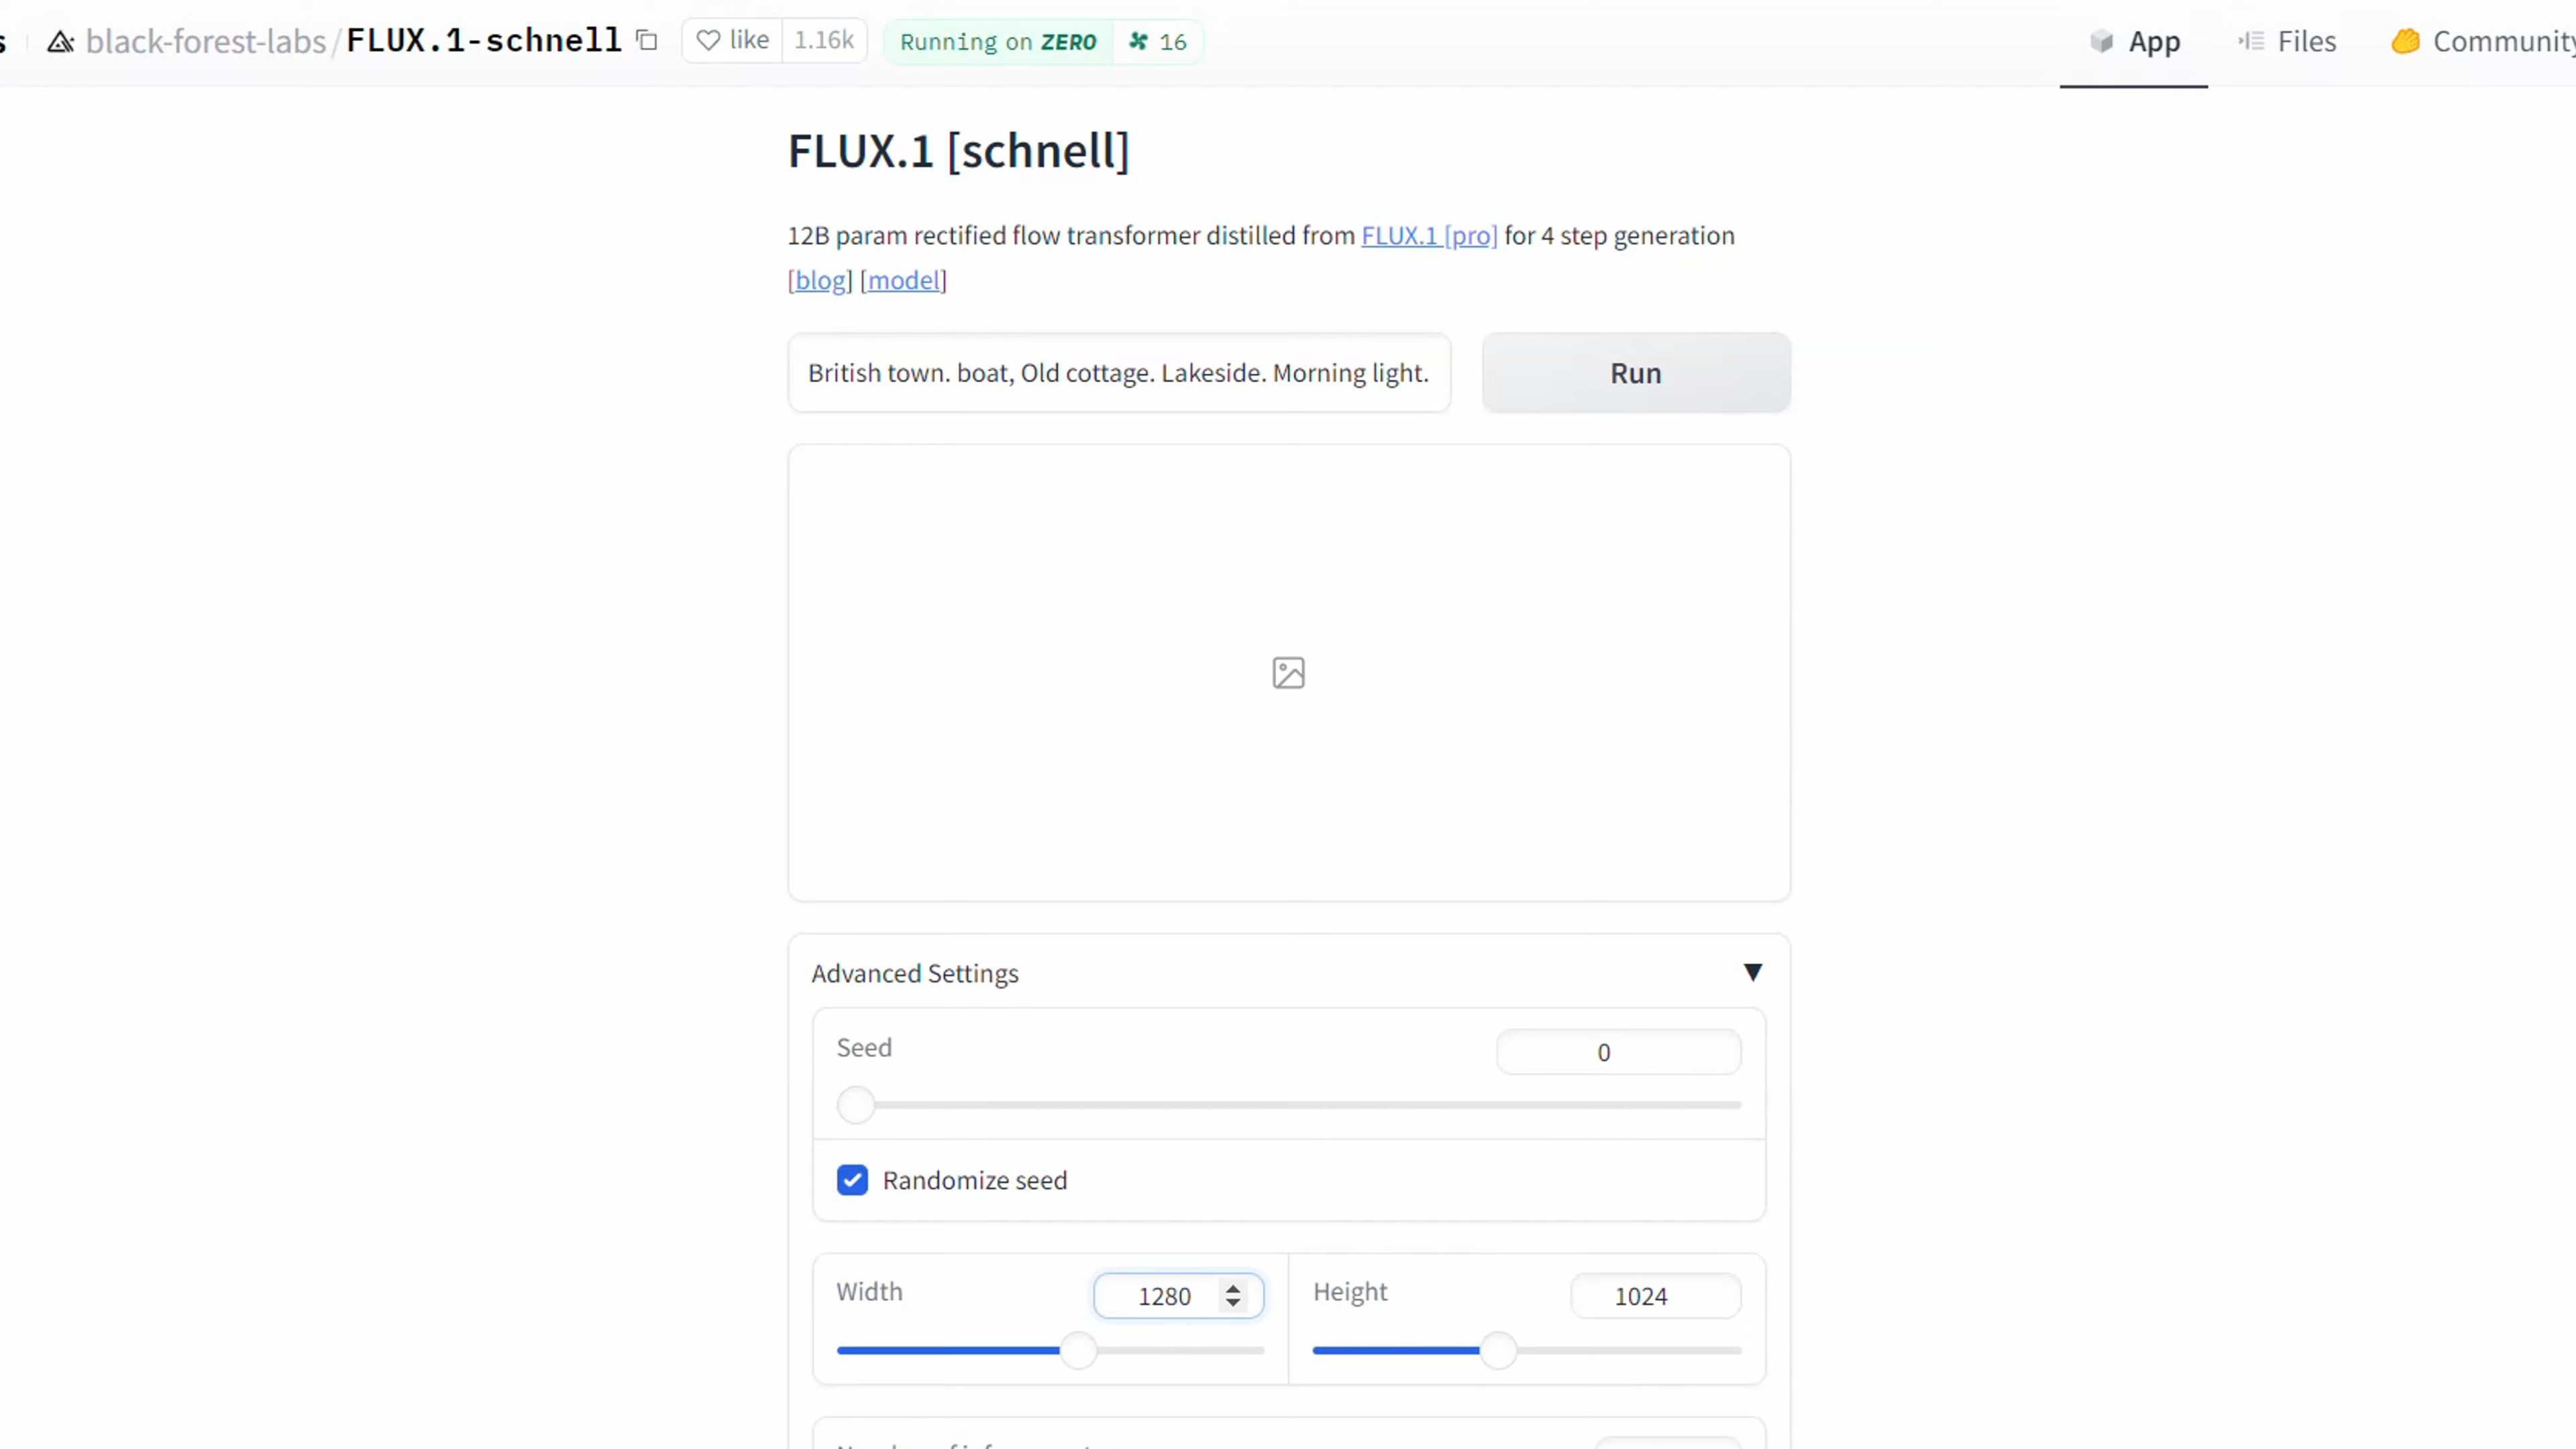 s black-forest-labs/FLUX.1-schnell like 1.16k Running on ZERO 16 App Files Community
FLUX.1 [schnell]
12B param rectified flow transformer distilled from FLUX.1 [pro] for 4 step generation
[blog] [model]
British town. boat, Old cottage. Lakeside. Morning light. Run
Advanced Settings
Seed 0
Randomize seed
Width 1280 Height 1024